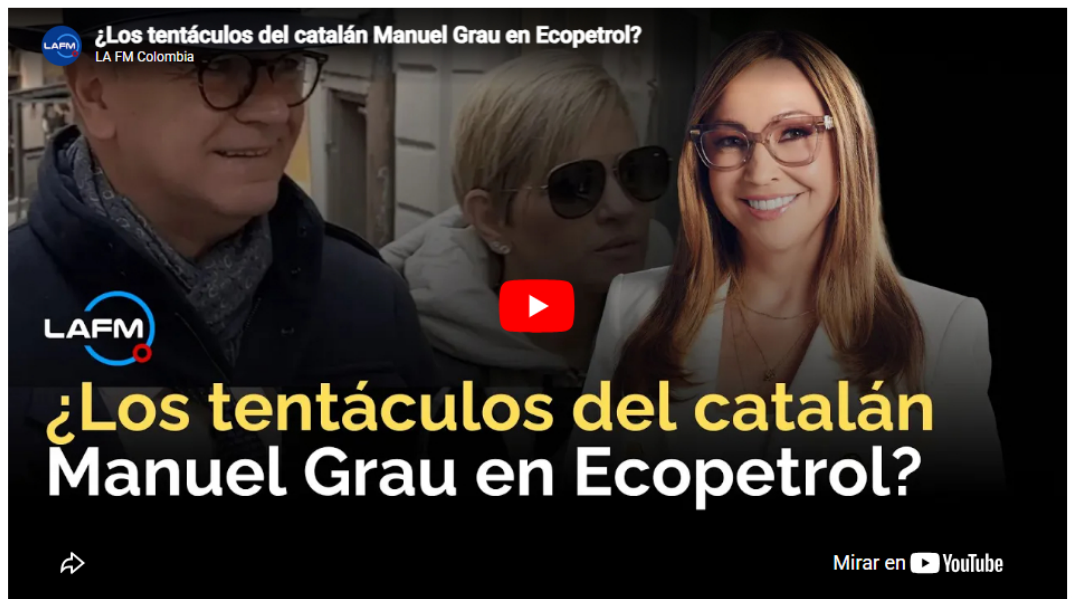 LAFM
¿Los tentáculos del catalán Manuel Grau en Ecopetrol?
LA FM Colombia
LAFM
¿Los tentáculos del catalán
Manuel Grau en Ecopetrol?
Mirar en YouTube